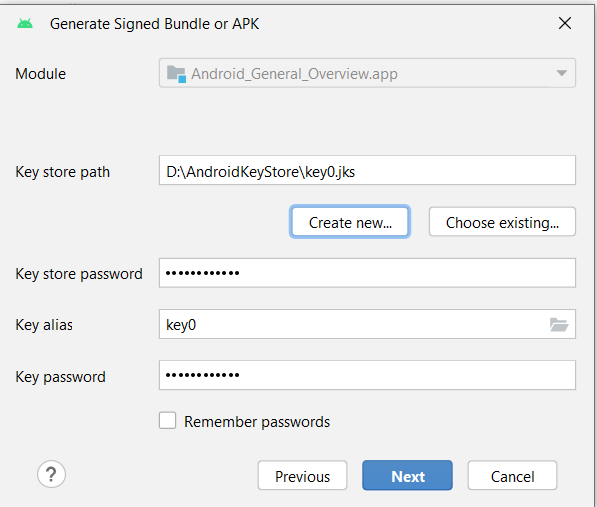 Generate Signed Bundle or APK
Module
Android_General_Overview.app
Key store path
D:\AndroidKeyStore\key0.jks
Create new...
Choose existing...
Key store password
••••••••••••
Key alias
key0
Key password
••••••••••••
Remember passwords
?
Previous
Next
Cancel